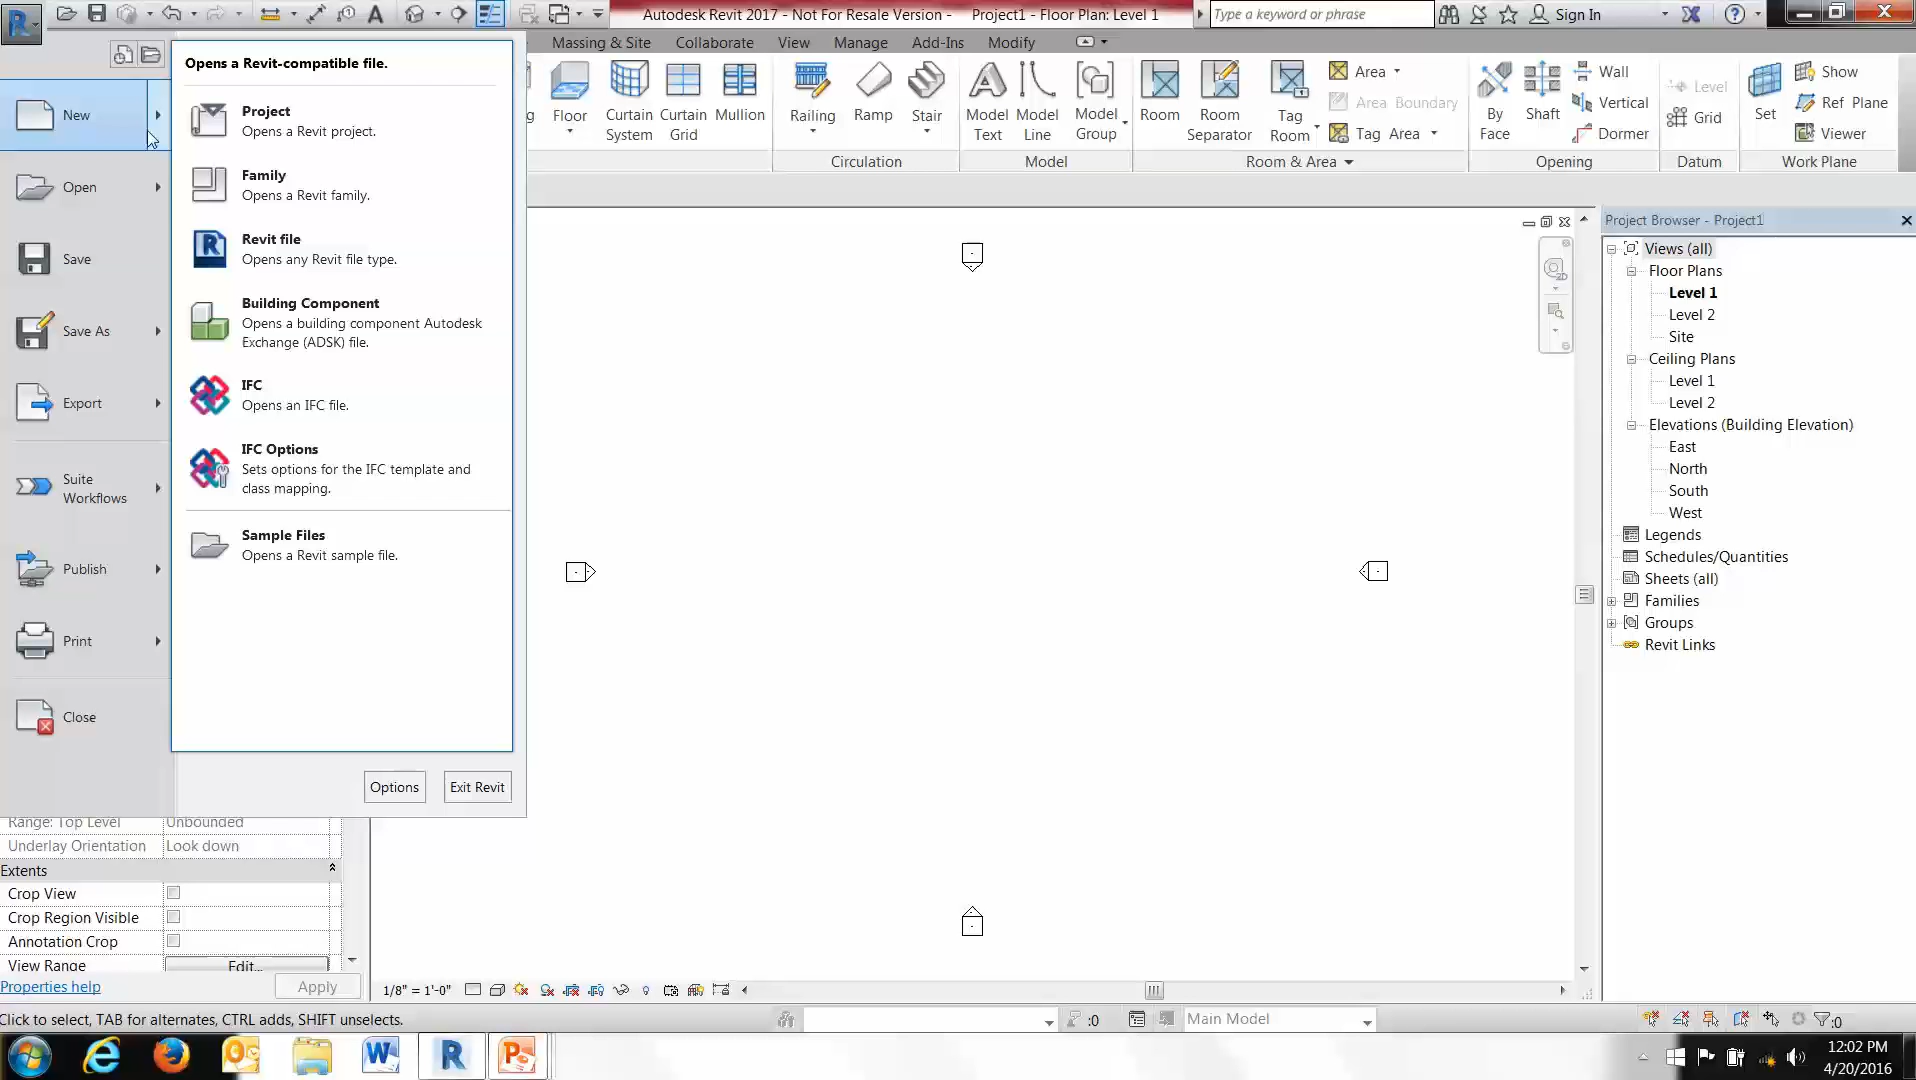 Autodesk Revit 2017 - Not For Resale Version - Project1 - Floor Plan: Level 1
Type a keyword or phrase
Sign In
Massing & Site
Collaborate
View
Manage
Add-Ins
Modify
Floor
Curtain System
Curtain Grid
Mullion
Railing
Ramp
Stair
Model Text
Model Line
Model Group
Room
Room Separator
Tag Room
Area
Area Boundary
Tag Area
By Face
Shaft
Wall
Vertical
Dormer
Level
Grid
Set
Show
Ref Plane
Viewer
Circulation
Model
Room & Area
Opening
Datum
Work Plane
New
Open
Save
Save As
Export
Suite
Workflows
Publish
Print
Close
Opens a Revit-compatible file.
Project
Opens a Revit project.
Family
Opens a Revit family.
Revit file
Opens any Revit file type.
Building Component
Opens a building component Autodesk
Exchange (ADSK) file.
IFC
Opens an IFC file.
IFC Options
Sets options for the IFC template and
class mapping.
Sample Files
Opens a Revit sample file.
Options
Exit Revit
Range: Top Level Unbounded
Underlay Orientation Look down
Extents
Crop View
Crop Region Visible
Annotation Crop
View Range Edit...
Properties help
Apply
Project Browser - Project1
Views (all)
Floor Plans
Level 1
Level 2
Site
Ceiling Plans
Level 1
Level 2
Elevations (Building Elevation)
East
North
South
West
Legends
Schedules/Quantities
Sheets (all)
Families
Groups
Revit Links
1/8" = 1'-0"
Click to select, TAB for alternates, CTRL adds, SHIFT unselects.
:0
Main Model
:0
12:02 PM
4/20/2016